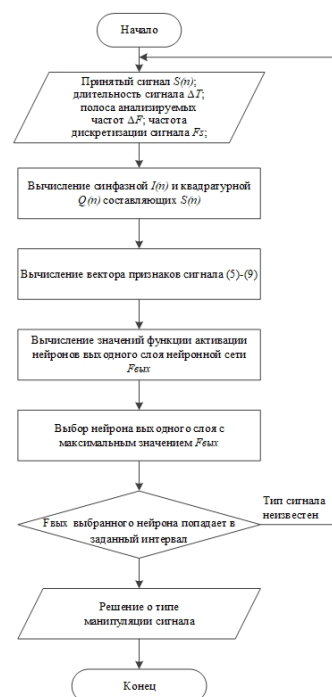 Начало
Принятый сигнал S(n);
длительность сигнала ΔT;
полоса анализируемых
частот ΔF; частота
дискретизации сигнала Fs;
Вычисление синфазной I(n) и квадратурной
Q(n) составляющих S(n)
Вычисление вектора признаков сигнала (5)-(9)
Вычисление значений функции активации
нейронов выходного слоя нейронной сети
Fвых
Выбор нейрона выходного слоя с
максимальным значением Fвых
Тип сигнала
неизвестен
Fвых выбранного нейрона попадает в
заданный интервал
Решение о типе
манипуляции сигнала
Конец